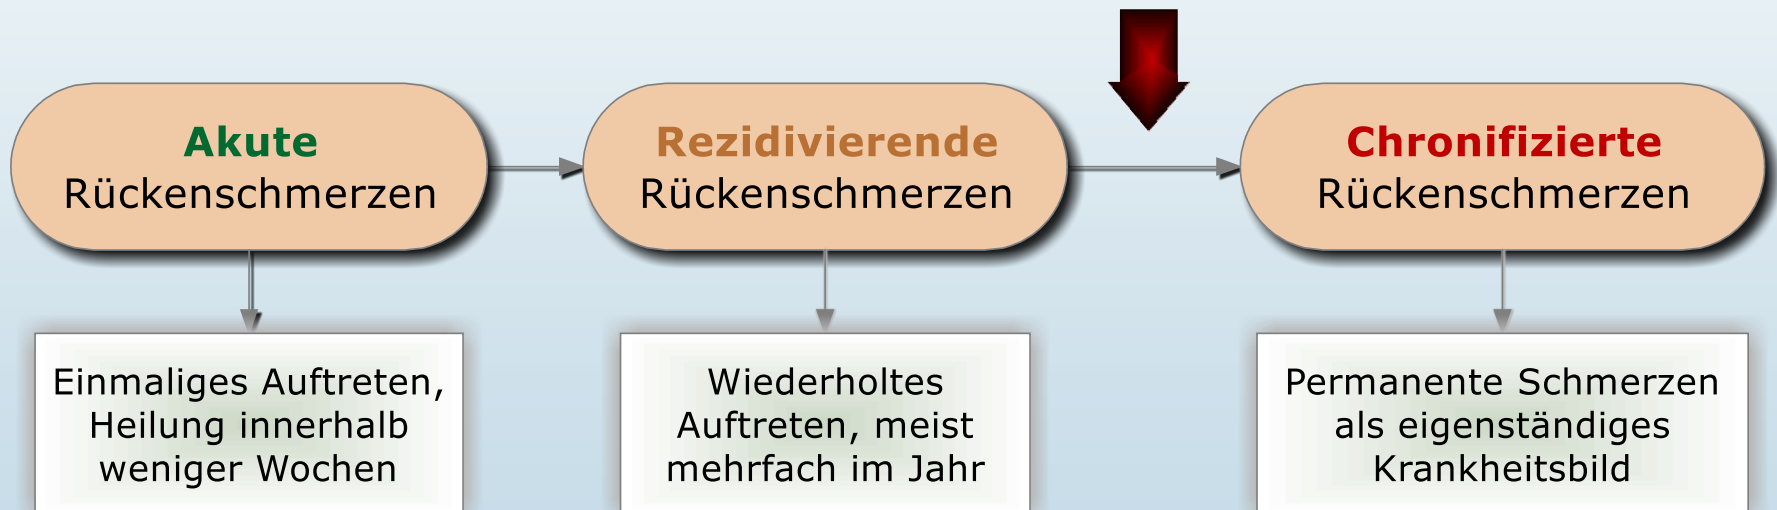 Akute
Rückenschmerzen
Rezidivierende
Rückenschmerzen
Chronifizierte
Rückenschmerzen
Einmaliges Auftreten,
Heilung innerhalb
weniger Wochen
Wiederholtes
Auftreten, meist
mehrfach im Jahr
Permanente Schmerzen
als eigenständiges
Krankheitsbild